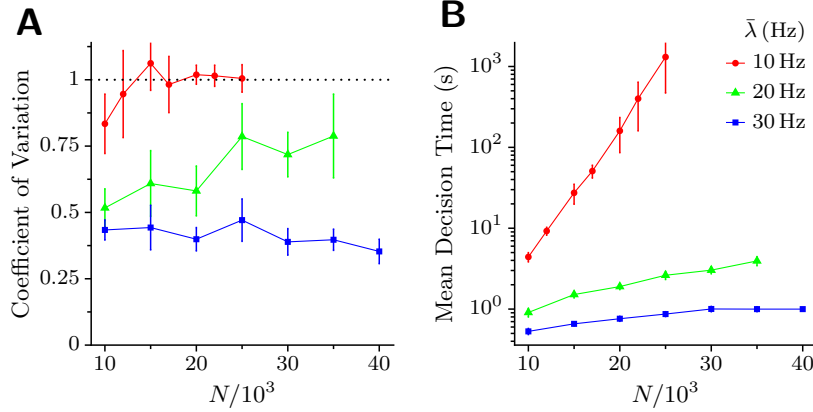 A
Coefficient of Variation
1
0.75
0.5
0.25
0
10 20 30 40
N/10³
B
Mean Decision Time (s)
10³
10²
10¹
10⁰
10 20 30 40
N/10³
λ̄ (Hz)
10 Hz
20 Hz
30 Hz